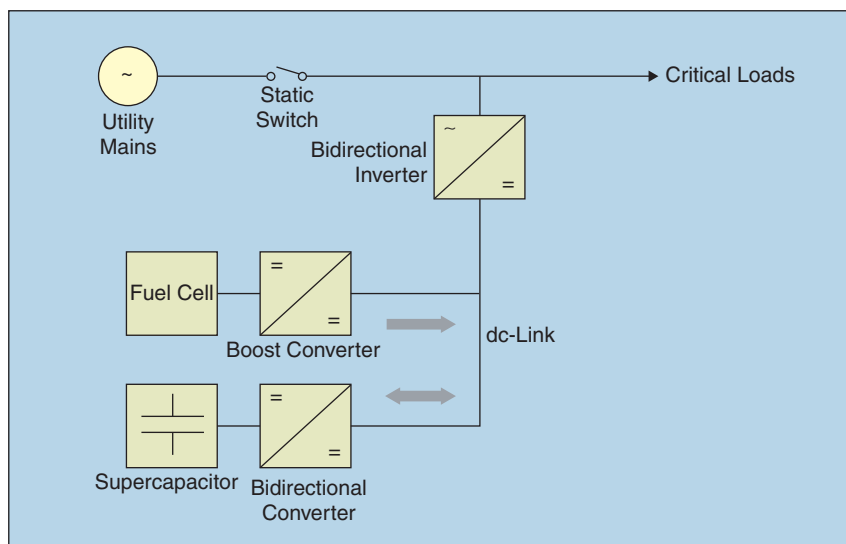 ~
Utility
Mains
Static
Switch
Critical Loads
Bidirectional
Inverter
~
=
Fuel Cell
=
=
Boost Converter
dc-Link
Supercapacitor
=
=
Bidirectional
Converter